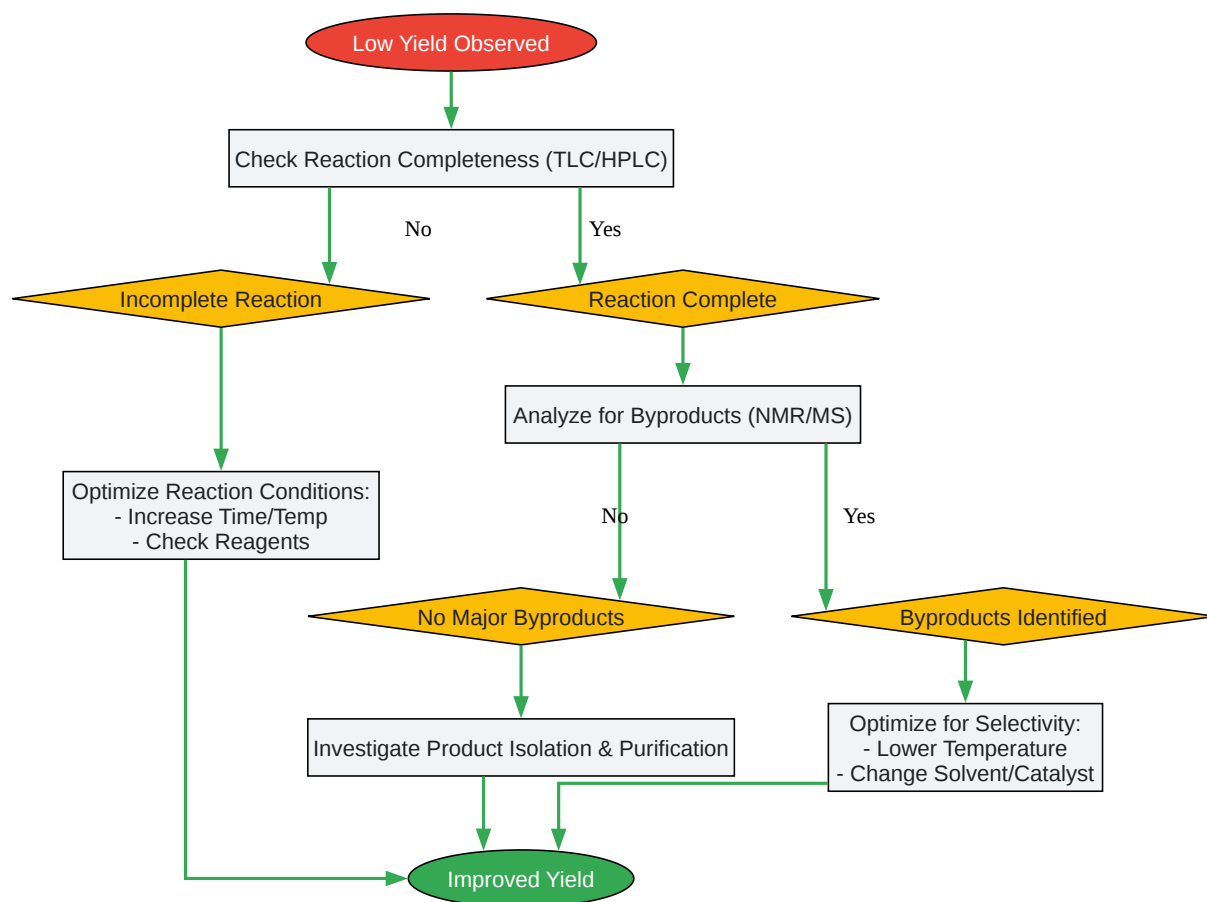 Low Yield Observed
Check Reaction Completeness (TLC/HPLC)
No
Yes
Incomplete Reaction
Reaction Complete
Analyze for Byproducts (NMR/MS)
Optimize Reaction Conditions:
- Increase Time/Temp
- Check Reagents
No
Yes
No Major Byproducts
Byproducts Identified
Investigate Product Isolation & Purification
Optimize for Selectivity:
- Lower Temperature
- Change Solvent/Catalyst
Improved Yield